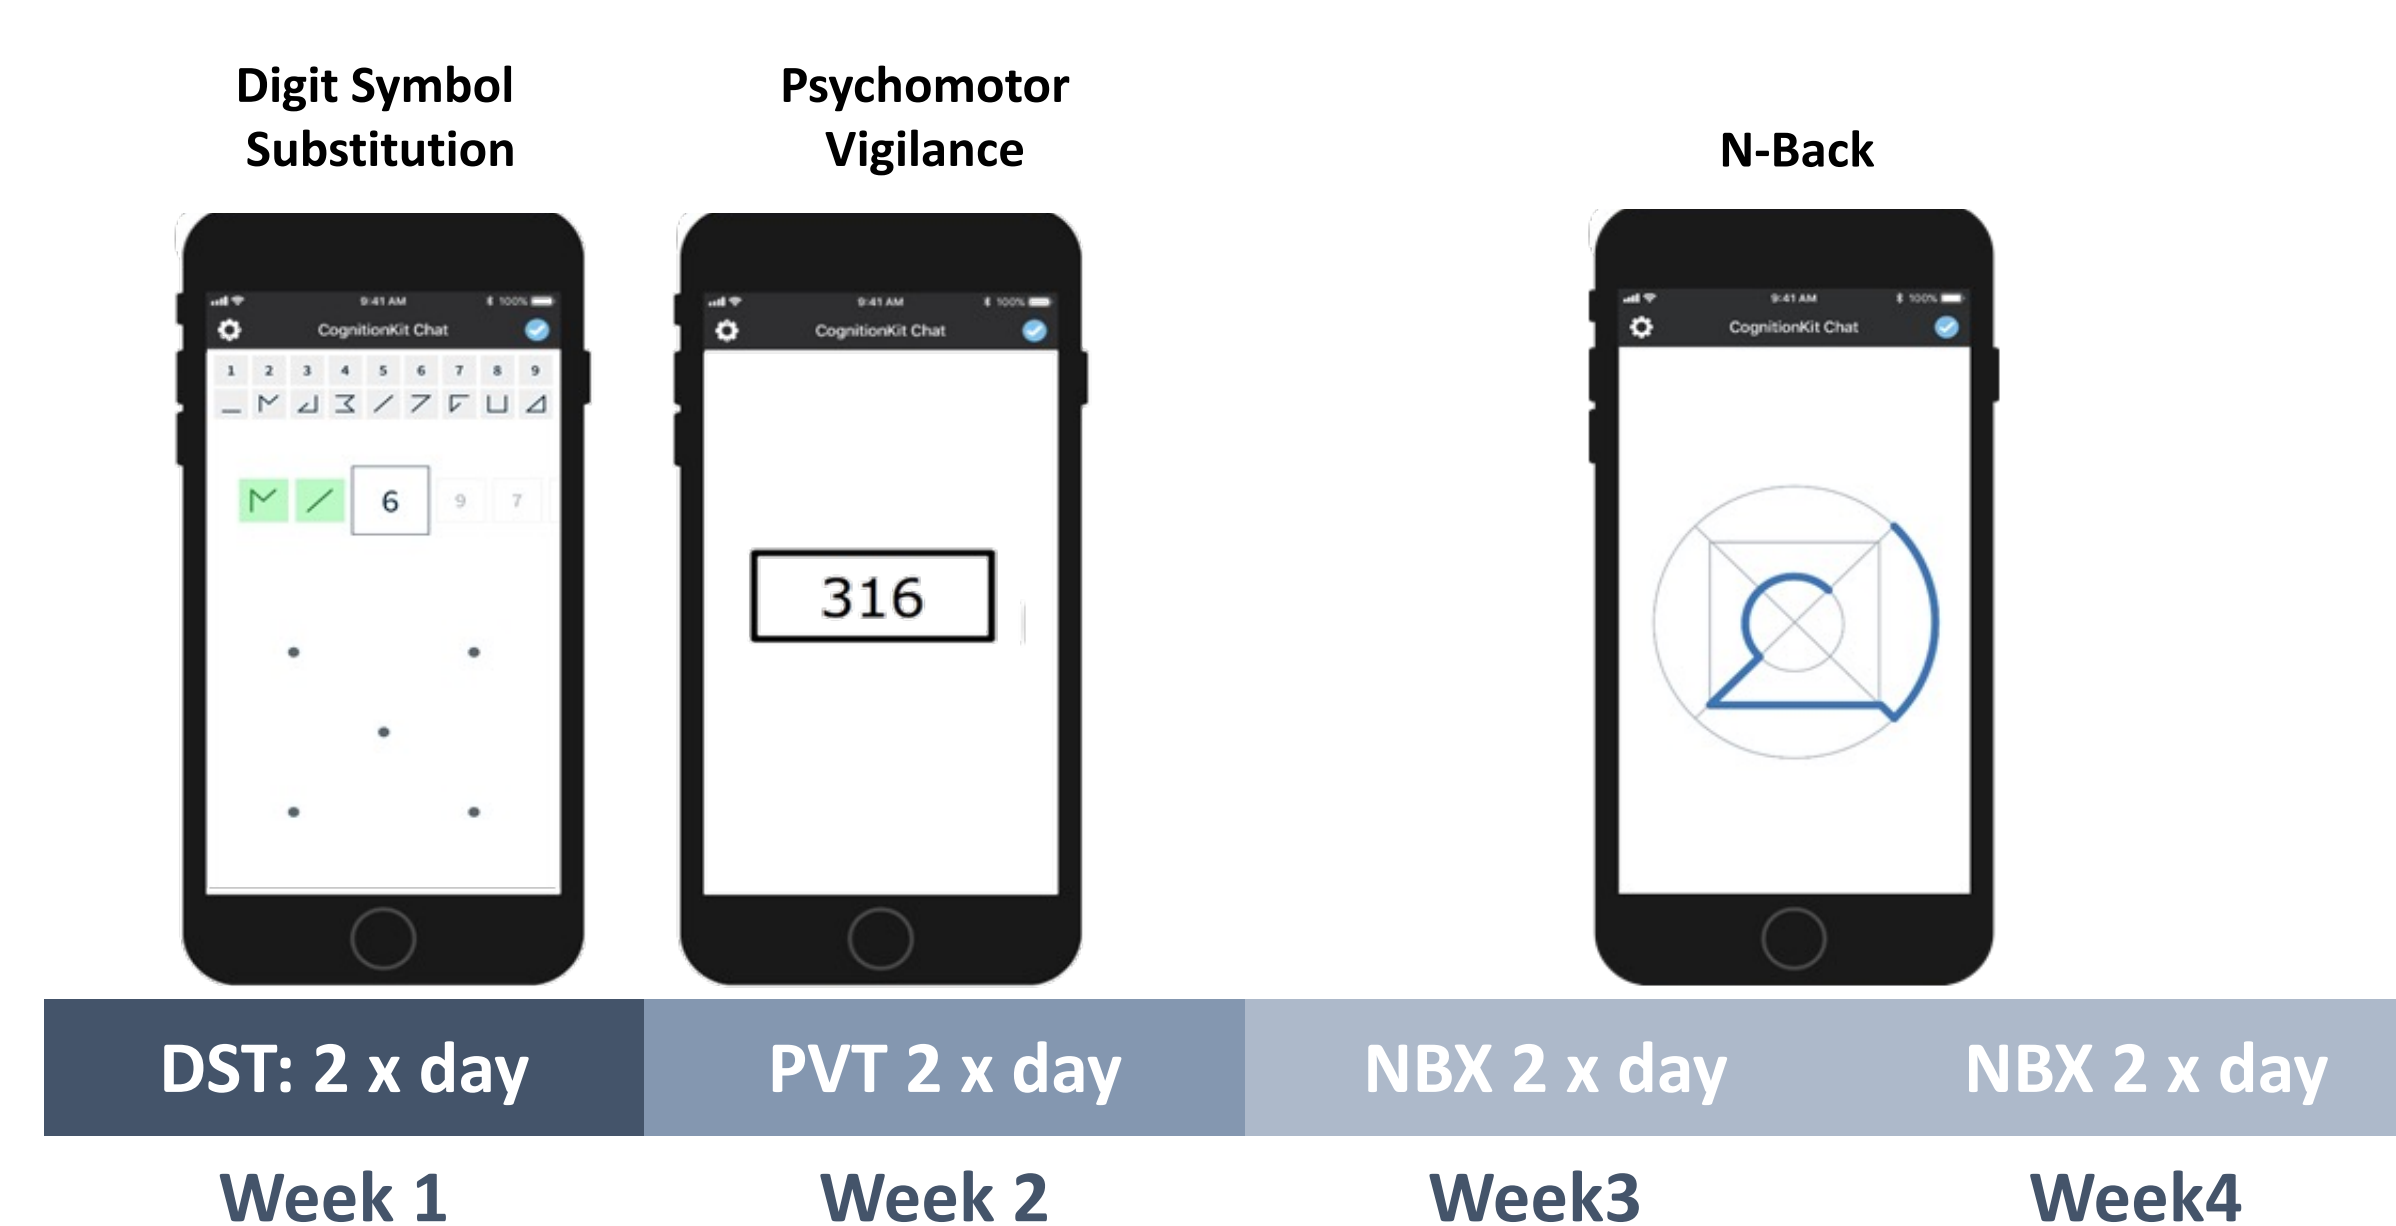 Digit Symbol
Substitution
Psychomotor
Vigilance
N-Back
9:41 AM 100%
CognitionKit Chat
1 2 3 4 5 6 7 8 9
6 9 7
9:41 AM 100%
CognitionKit Chat
316
9:41 AM 100%
CognitionKit Chat
DST: 2 x day PVT 2 x day NBX 2 x day NBX 2 x day
Week 1 Week 2 Week3 Week4